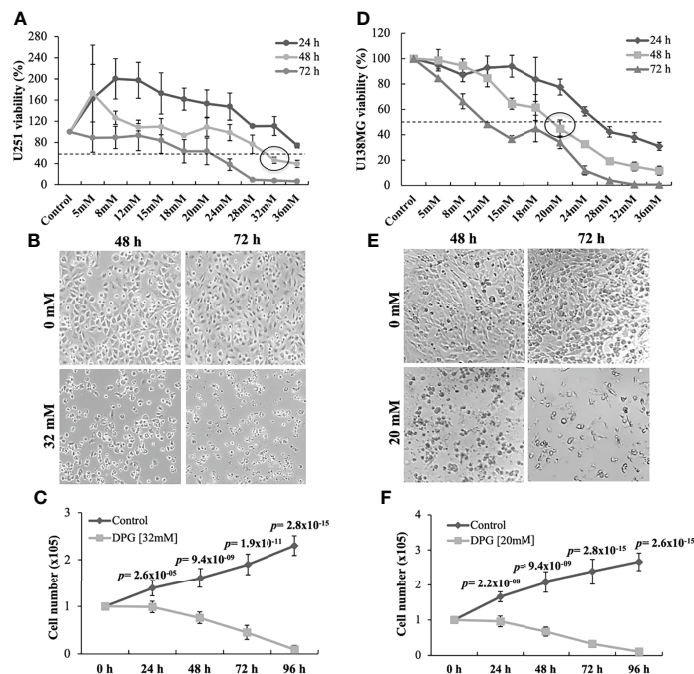 A
U251 viability (%)
280
240
200
160
120
80
40
0
24 h
48 h
72 h
Control
5mM
8mM
12mM
15mM
18mM
20mM
24mM
28mM
32mM
36mM
D
U138MG viability (%)
120
100
80
60
40
20
0
24 h
48 h
72 h
Control
5mM
8mM
12mM
15mM
18mM
20mM
24mM
28mM
32mM
36mM
B
48 h 72 h
0 mM
32 mM
E
48 h 72 h
0 mM
20 mM
C
Cell number (x105)
3
2
1
0
Control
DPG [32mM]
p= 2.6x10-05
p= 9.4x10-09
p= 1.9x10-11
p= 2.8x10-15
0 h 24 h 48 h 72 h 96 h
F
Cell number (x105)
4
3
2
1
0
Control
DPG [20mM]
p= 9.4x10-09
p= 2.8x10-15
p= 2.6x10-15
0 h 24 h 48 h 72 h 96 h